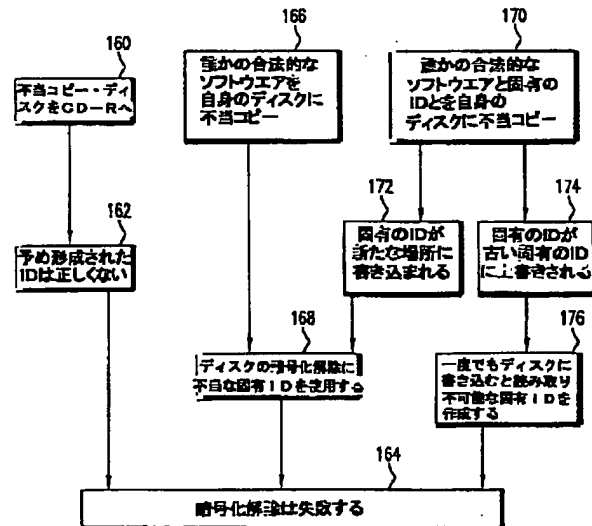 160
不当コピー・ディ
スクをCD-Rへ
166
誰かの合法的な
ソフトウエアを
自身のディスクに
不当コピー
170
誰かの合法的な
ソフトウエアと固有の
IDとを自身の
ディスクに不当コピー
162
予め形成された
IDは正しくない
172
固有のIDが
新たな場所に
書き込まれる
174
固有のIDが
古い固有のID
に上書きされる
168
ディスクの暗号化解除に
不当な固有IDを使用する
176
一度でもディスクに
書き込むと読み取り
不可能な固有IDを
作成する
164
暗号化解除は失敗する